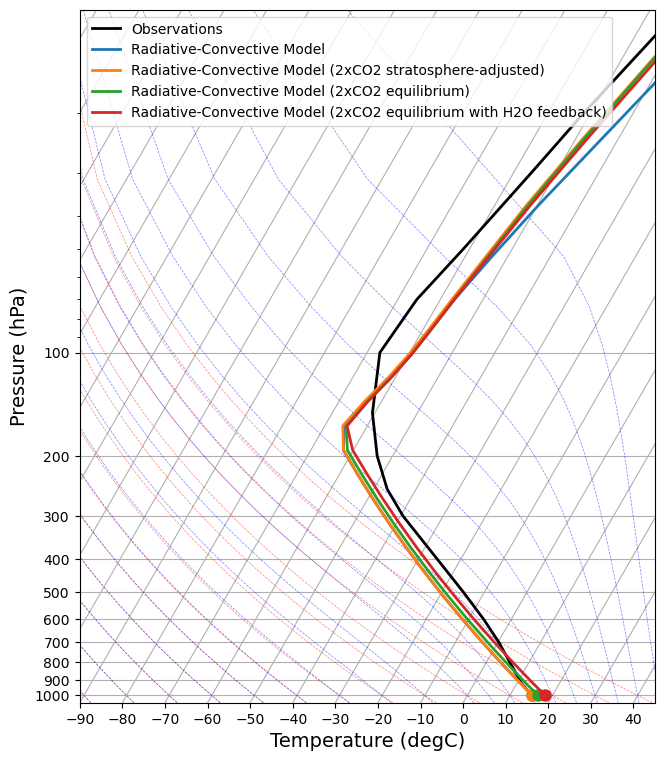 Observations
Radiative-Convective Model
Radiative-Convective Model (2xCO2 stratosphere-adjusted)
Radiative-Convective Model (2xCO2 equilibrium)
Radiative-Convective Model (2xCO2 equilibrium with H2O feedback)
Pressure (hPa)
100
200
300
400
500
600
700
800
900
1000
−90 −80 −70 −60 −50 −40 −30 −20 −10 0 10 20 30 40
Temperature (degC)